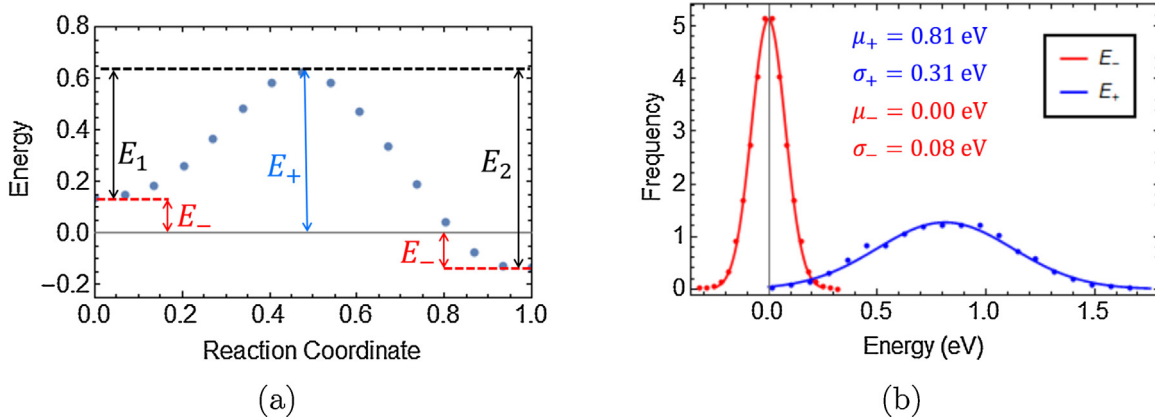 0.8
0.6
0.4
0.2
0.0
−0.2
Energy
E₁
E₊
E₂
E₋
E₋
0.0 0.2 0.4 0.6 0.8 1.0
Reaction Coordinate
(a)
5
4
3
2
1
0
Frequency
μ₊ = 0.81 eV
σ₊ = 0.31 eV
μ₋ = 0.00 eV
σ₋ = 0.08 eV
E₋
E₊
0.0 0.5 1.0 1.5
Energy (eV)
(b)